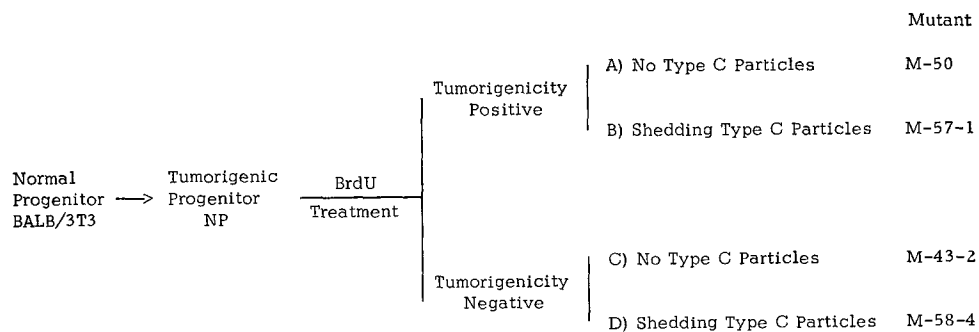 Mutant
A) No Type C Particles M-50
Tumorigenicity
Positive
B) Shedding Type C Particles M-57-1
Normal
Progenitor
BALB/3T3
Tumorigenic
Progenitor
NP
BrdU
Treatment
C) No Type C Particles M-43-2
Tumorigenicity
Negative
D) Shedding Type C Particles M-58-4